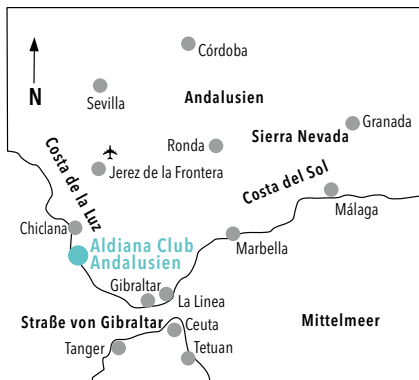 Córdoba
N
Sevilla
Andalusien
Granada
Ronda
Sierra Nevada
Jerez de la Frontera
Costa de la Luz
Costa del Sol
Málaga
Chiclana
Marbella
Aldiana Club
Andalusien
Gibraltar
La Linea
Straße von Gibraltar
Ceuta
Mittelmeer
Tanger
Tetuan